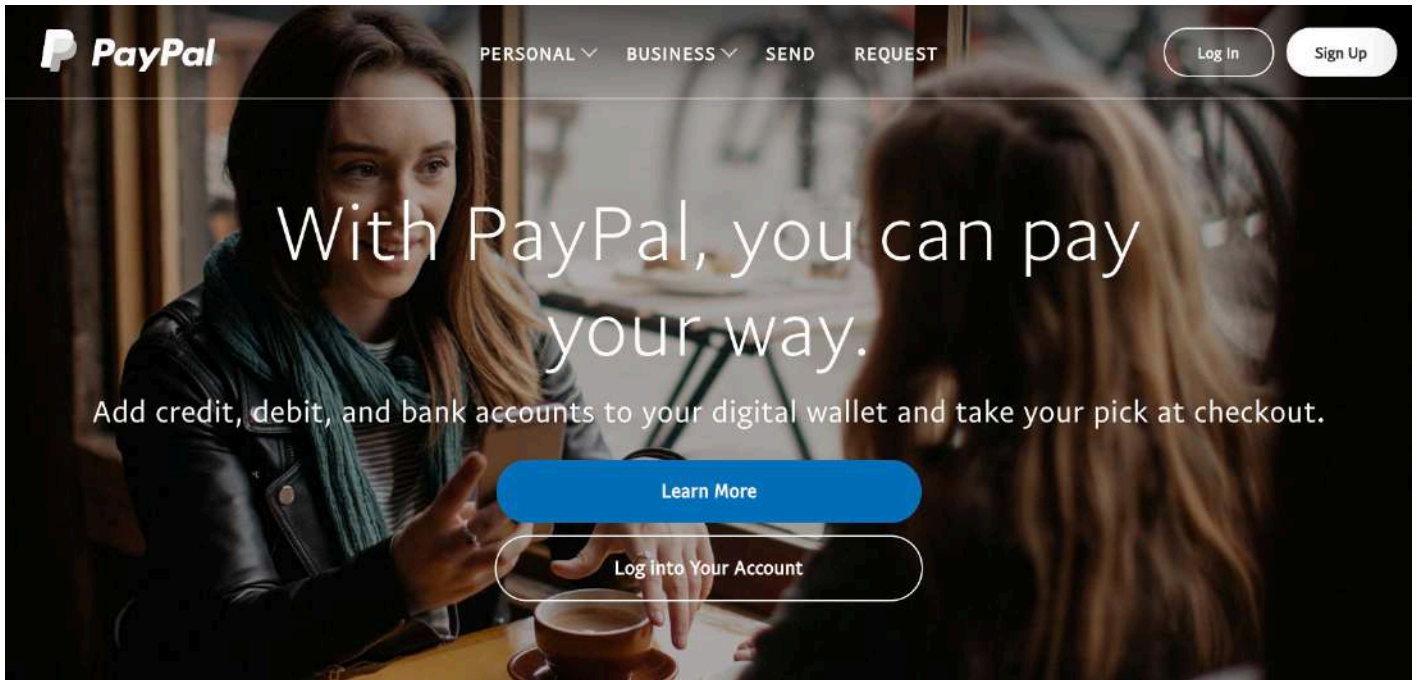 PayPal
PERSONAL BUSINESS SEND REQUEST
Log In
Sign Up
With PayPal, you can pay
your way.
Add credit, debit, and bank accounts to your digital wallet and take your pick at checkout.
Learn More
Log into Your Account